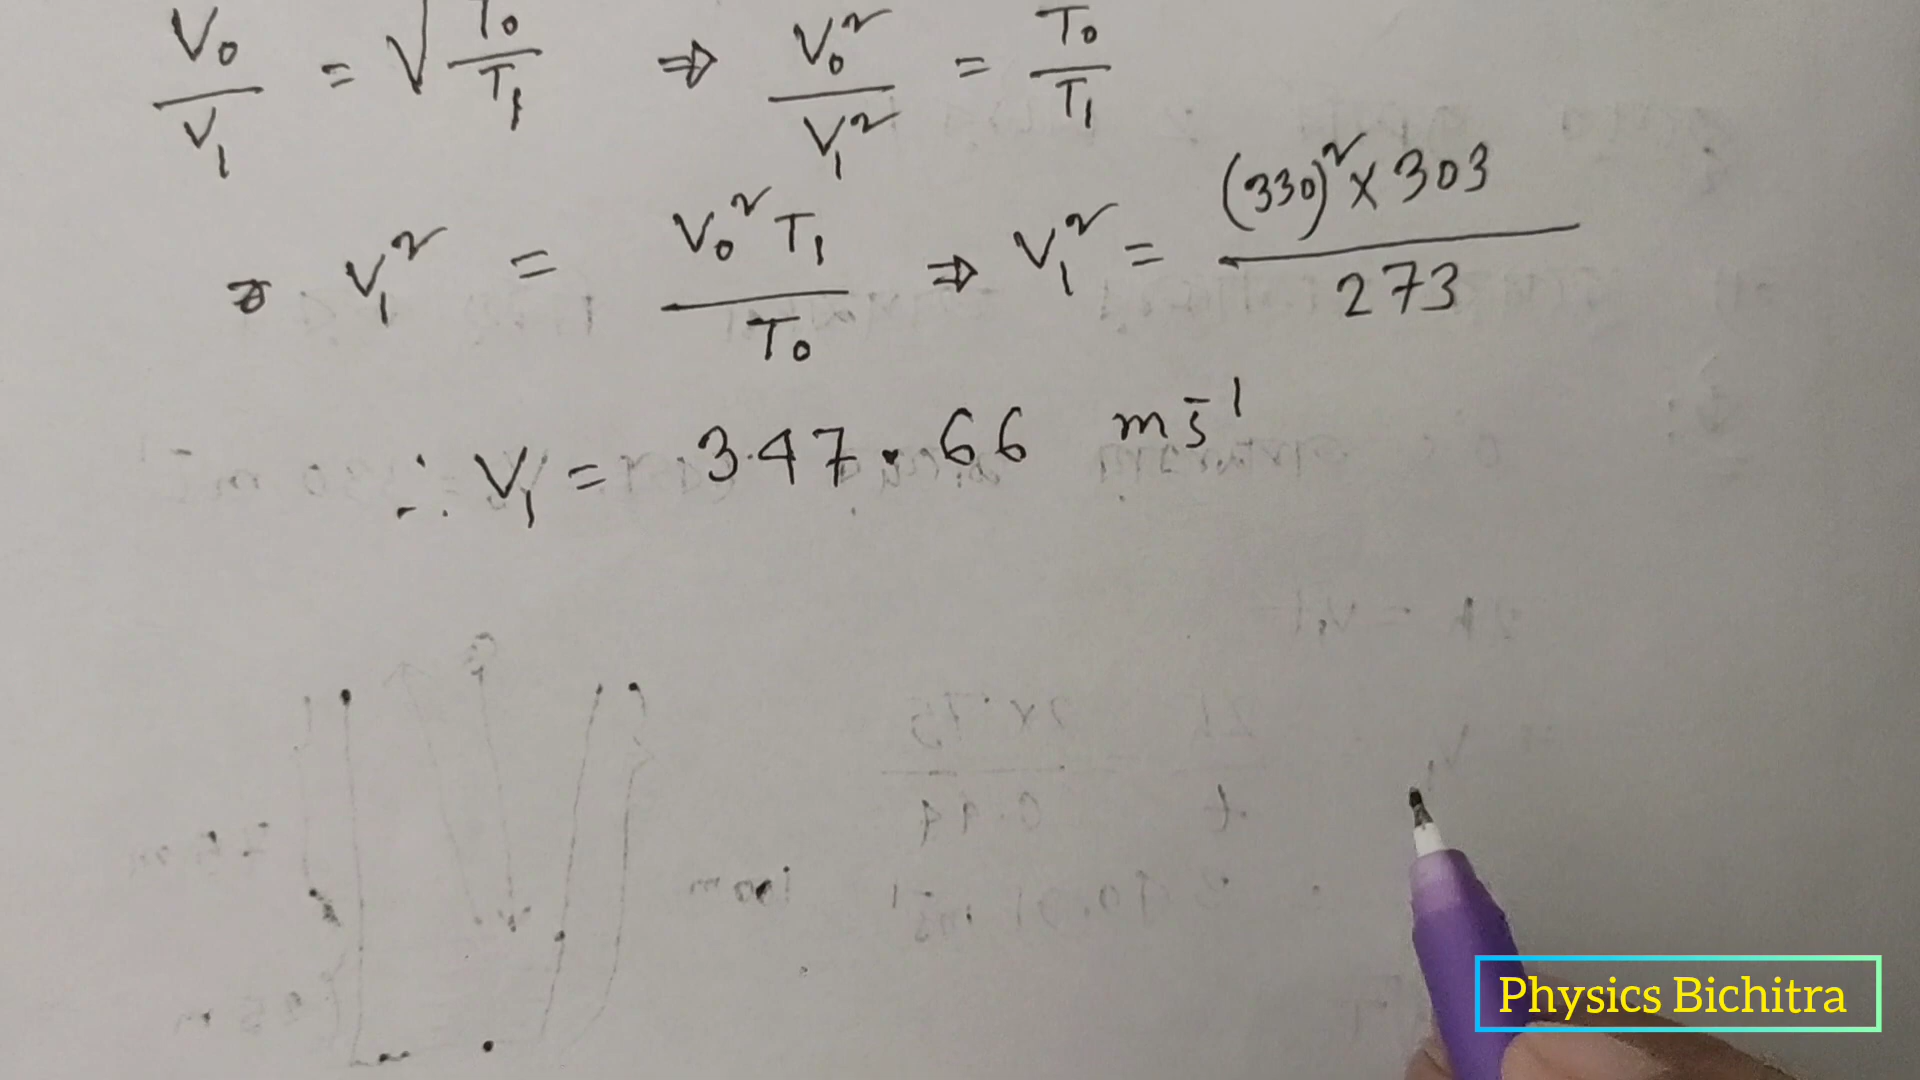 V₀/V₁ = √(T₀/T₁) ⇒ V₀²/V₁² = T₀/T₁
⇒ V₁² = V₀²T₁/T₀ ⇒ V₁² = (330)² × 303/273
∴ V₁ = 347.66 ms⁻¹
Physics Bichitra